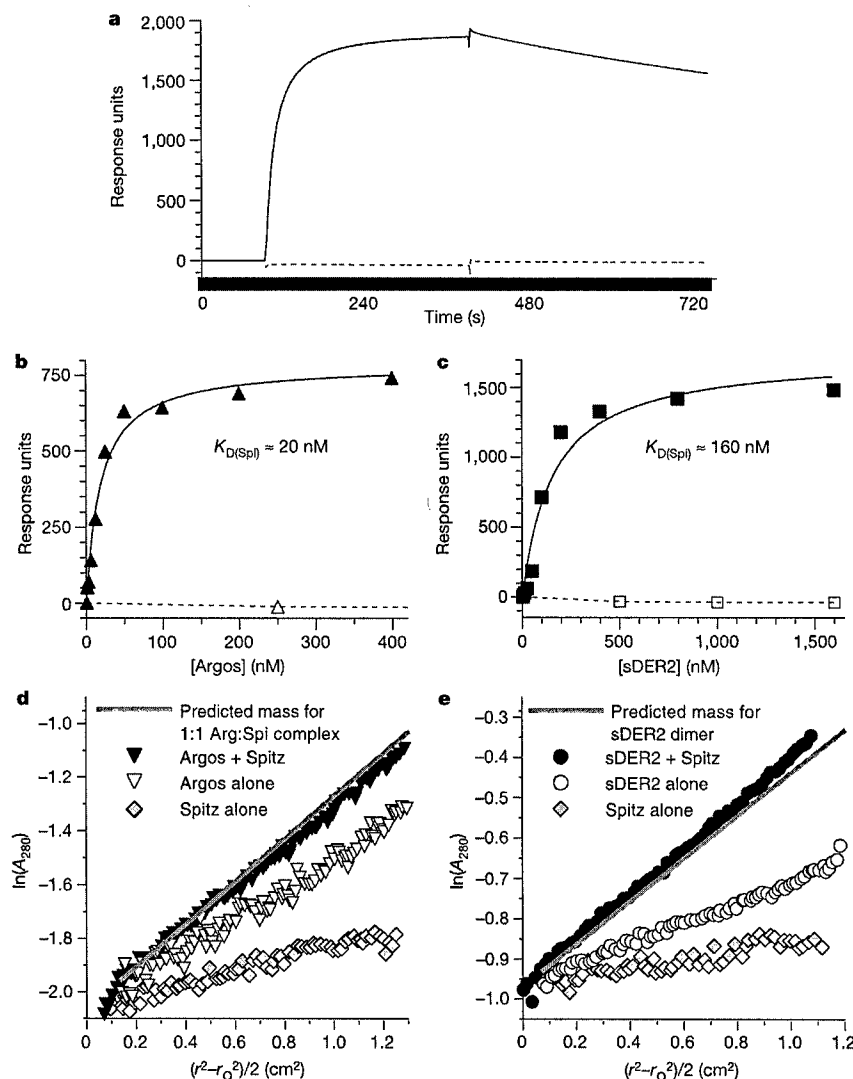 a
2,000
1,500
1,000
500
0
Response units
0
240
480
720
Time (s)
b
750
500
250
0
Response units
K_D(Spi) ≈ 20 nM
0
100
200
300
400
[Argos] (nM)
c
1,500
1,000
500
0
Response units
K_D(Spi) ≈ 160 nM
0
500
1,000
1,500
[sDER2] (nM)
d
−1.0
−1.2
−1.4
−1.6
−1.8
−2.0
ln(A280)
Predicted mass for
1:1 Arg:Spi complex
Argos + Spitz
Argos alone
Spitz alone
0
0.2
0.4
0.6
0.8
1.0
1.2
(r²−r₀²)/2 (cm²)
e
−0.3
−0.4
−0.5
−0.6
−0.7
−0.8
−0.9
−1.0
ln(A280)
Predicted mass for
sDER2 dimer
sDER2 + Spitz
sDER2 alone
Spitz alone
0
0.2
0.4
0.6
0.8
1.0
1.2
(r²−r₀²)/2 (cm²)